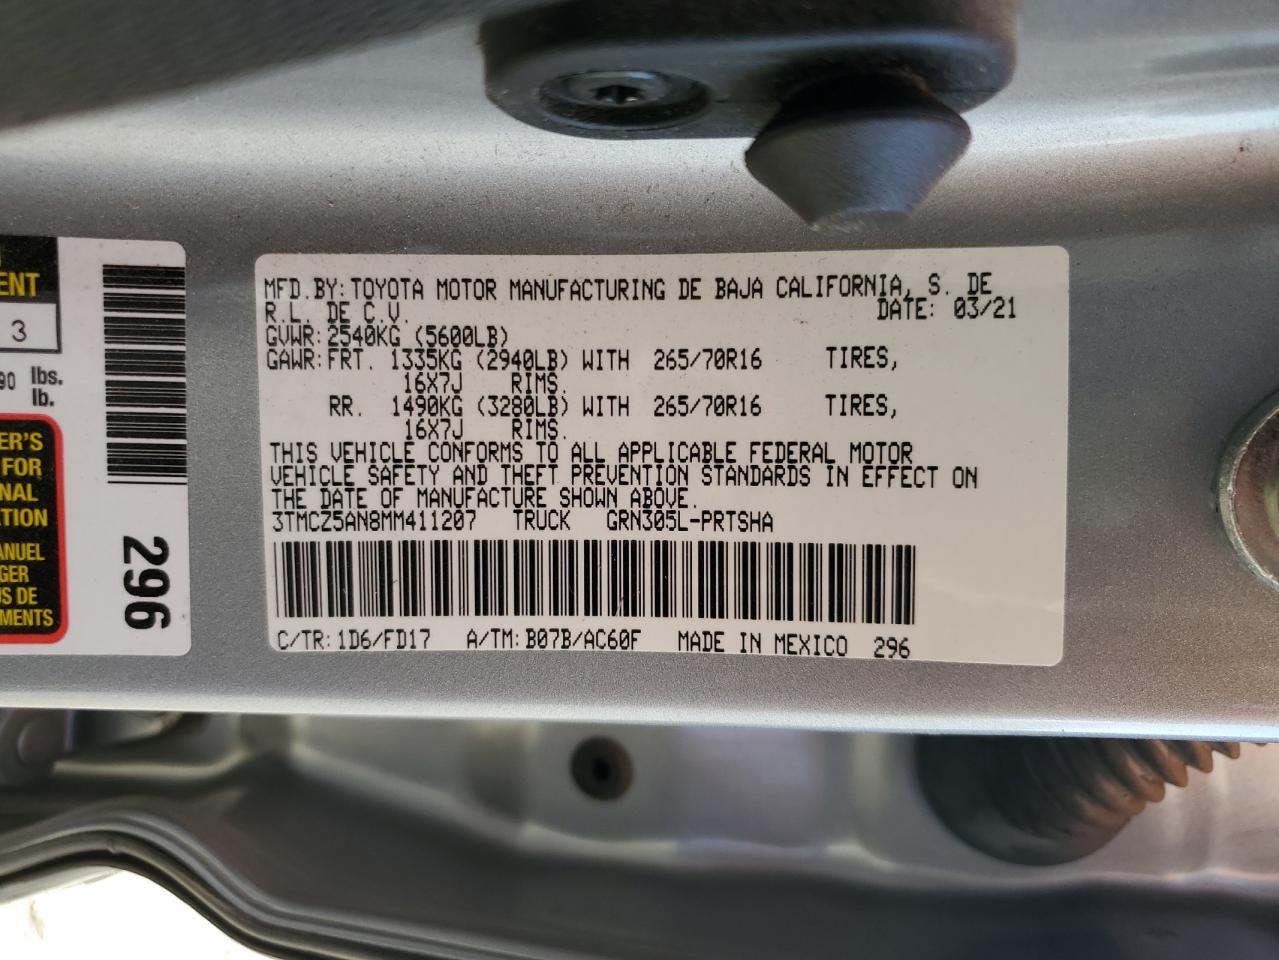 ENT
3
90 lbs.
lb.
ER'S
FOR
NAL
TION
ANUEL
GER
US DE
MENTS
296
MFD.BY:TOYOTA MOTOR MANUFACTURING DE BAJA CALIFORNIA, S. DE
R.L. DE C.V. DATE: 03/21
GVWR:2540KG (5600LB)
GAWR:FRT. 1335KG (2940LB) WITH 265/70R16 TIRES,
16X7J RIMS.
RR. 1490KG (3280LB) WITH 265/70R16 TIRES,
16X7J RIMS.
THIS VEHICLE CONFORMS TO ALL APPLICABLE FEDERAL MOTOR
VEHICLE SAFETY AND THEFT PREVENTION STANDARDS IN EFFECT ON
THE DATE OF MANUFACTURE SHOWN ABOVE.
3TMCZ5AN8MM411207 TRUCK GRN305L-PRTSHA
C/TR:1D6/FD17 A/TM:B07B/AC60F MADE IN MEXICO 296